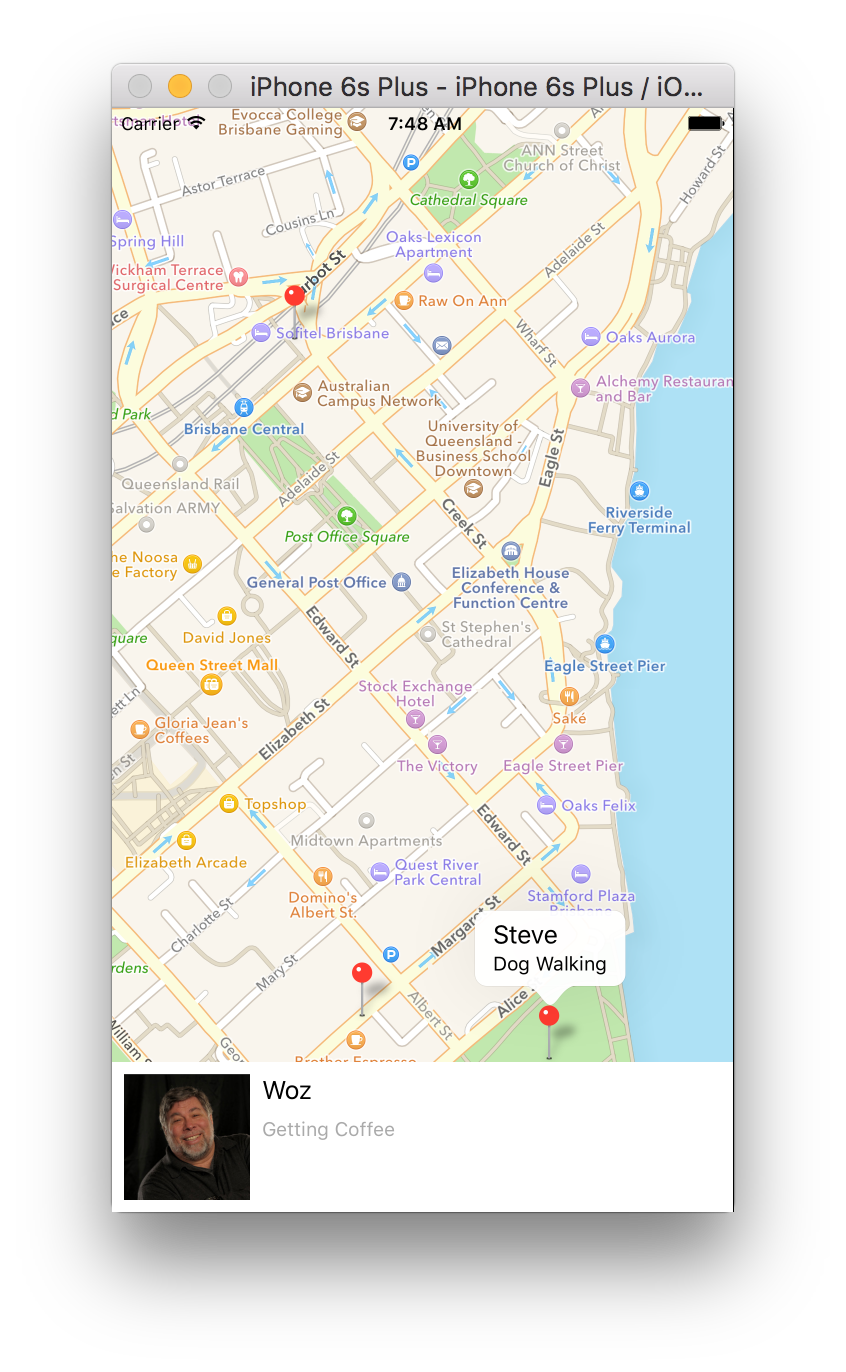 iPhone 6s Plus - iPhone 6s Plus / iO...
Carrier
7:48 AM
Evocca College
Brisbane Gaming
ANN Street
Church of Christ
Howard St
Astor Terrace
Cathedral Square
Cousins Ln
Spring Hill
Oaks Lexicon
Apartment
Adelaide St
Wickham Terrace
Surgical Centre
urbot St
Raw On Ann
ce
Sofitel Brisbane
Wharf St
Oaks Aurora
Australian
Campus Network
Alchemy Restauran
and Bar
d Park
Brisbane Central
University of
Queensland -
Business School
Downtown
Eagle St
Queensland Rail
Adelaide St
Salvation ARMY
Creek St
Riverside
Ferry Terminal
Post Office Square
he Noosa
e Factory
General Post Office
Elizabeth House
Conference &
Function Centre
David Jones
Edward St
St Stephen's
Cathedral
quare
Queen Street Mall
Eagle Street Pier
Stock Exchange
Hotel
ett Ln
Gloria Jean's
Coffees
Elizabeth St
Saké
en St
The Victory
Eagle Street Pier
Topshop
Oaks Felix
Midtown Apartments
Edward St
Elizabeth Arcade
Quest River
Park Central
Domino's
Albert St.
Stamford Plaza
Brisbane
Charlotte St
Margaret St
Steve
Dog Walking
rdens
Mary St
Albert St
Alice
William S
Geo
Brother Espresso
Woz
Getting Coffee